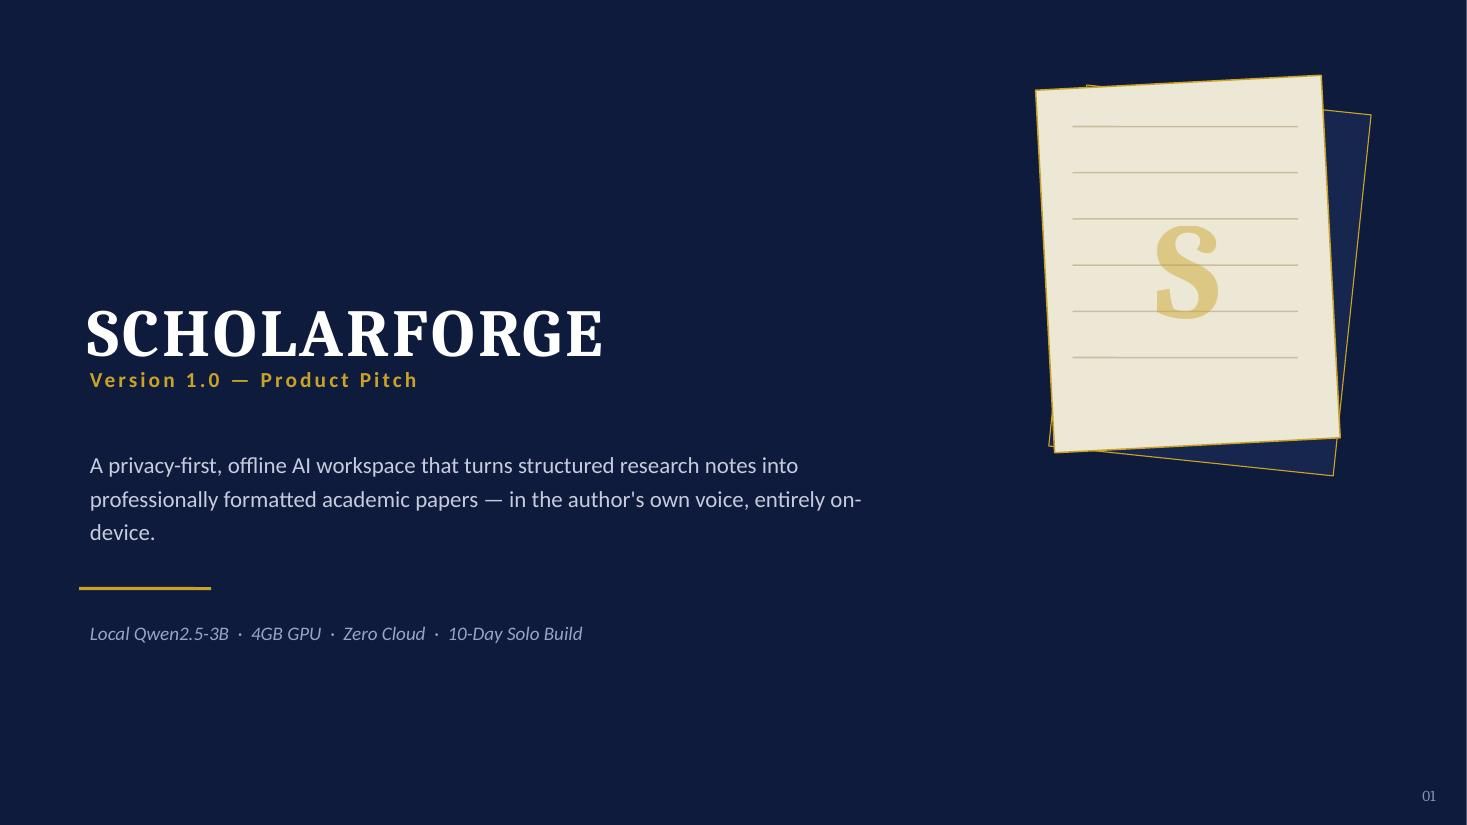 S
SCHOLARFORGE
Version 1.0 — Product Pitch
A privacy-first, offline AI workspace that turns structured research notes into
professionally formatted academic papers — in the author's own voice, entirely on-
device.
Local Qwen2.5-3B · 4GB GPU · Zero Cloud · 10-Day Solo Build
01